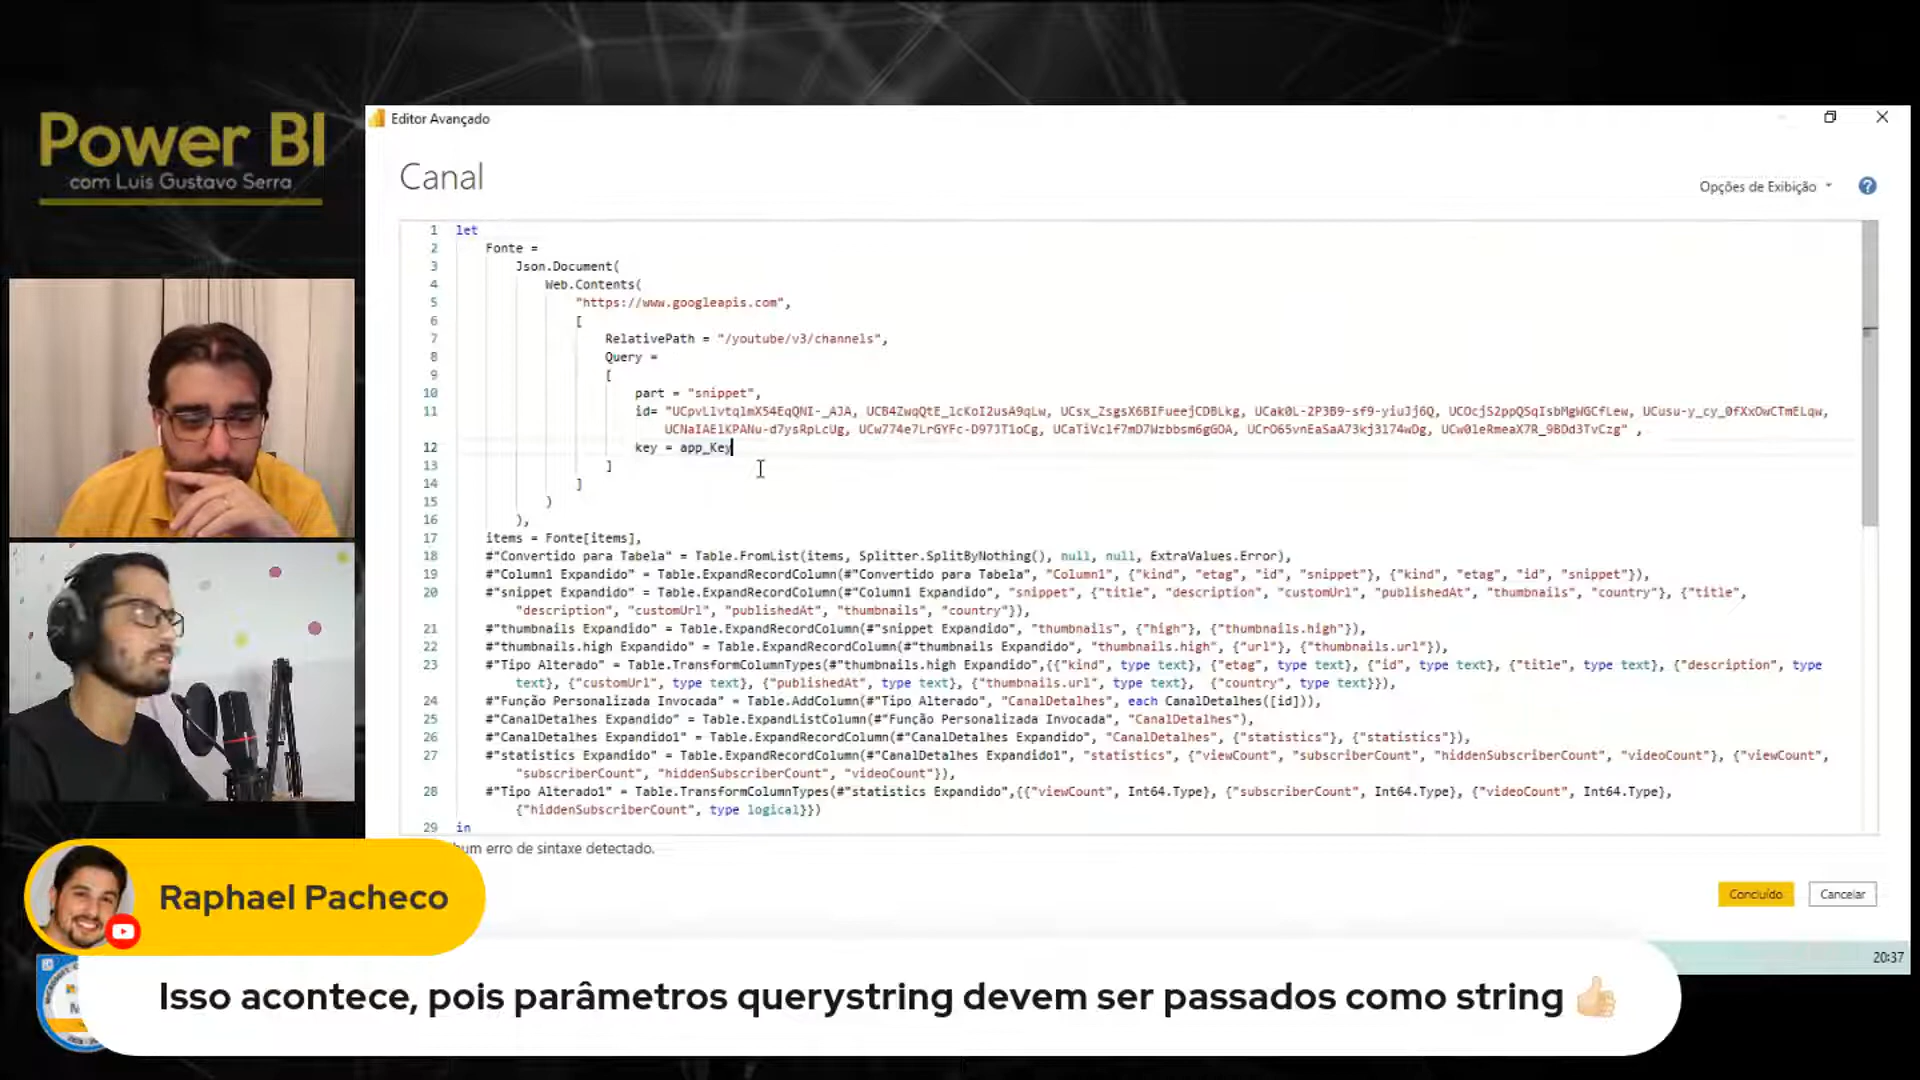 Power BI
com Luis Gustavo Serra
Editor Avançado
Canal
Opções de Exibição
?
1 let
2 Fonte =
3 Json.Document(
4 Web.Contents(
5 "https://www.googleapis.com",
6 [
7 RelativePath = "/youtube/v3/channels",
8 Query =
9 [
10 part = "snippet",
11 id= "UCpvLlvtqlmX54EqQNI-_AJA, UCB4ZwqQtE_lcKoI2usA9qLw, UCsx_ZsgsX6BIFueejCDBLkg, UCak0L-2P3B9-sf9-yiuJj6Q, UCOcjS2ppQSqIsbMgWGCfLew, UCusu-y_cy_0fXxOwCTmELqw,
UCNaIAElKPANu-d7ysRpLcUg, UCw774e7LrGYFc-D973T1oCg, UCaTiVclf7mD7Wzbbsm6gGOA, UCrO65vnEaSaA73kj3l74wDg, UCw0leRmeaX7R_9BDd3TvCzg" ,
12 key = app_Key
13 ]
14 ]
15 )
16 ),
17 items = Fonte[items],
18 #"Convertido para Tabela" = Table.FromList(items, Splitter.SplitByNothing(), null, null, ExtraValues.Error),
19 #"Column1 Expandido" = Table.ExpandRecordColumn(#"Convertido para Tabela", "Column1", {"kind", "etag", "id", "snippet"}, {"kind", "etag", "id", "snippet"}),
20 #"snippet Expandido" = Table.ExpandRecordColumn(#"Column1 Expandido", "snippet", {"title", "description", "customUrl", "publishedAt", "thumbnails", "country"}, {"title",
"description", "customUrl", "publishedAt", "thumbnails", "country"}),
21 #"thumbnails Expandido" = Table.ExpandRecordColumn(#"snippet Expandido", "thumbnails", {"high"}, {"thumbnails.high"}),
22 #"thumbnails.high Expandido" = Table.ExpandRecordColumn(#"thumbnails Expandido", "thumbnails.high", {"url"}, {"thumbnails.url"}),
23 #"Tipo Alterado" = Table.TransformColumnTypes(#"thumbnails.high Expandido",{{"kind", type text}, {"etag", type text}, {"id", type text}, {"title", type text}, {"description", type
text}, {"customUrl", type text}, {"publishedAt", type text}, {"thumbnails.url", type text}, {"country", type text}}),
24 #"Função Personalizada Invocada" = Table.AddColumn(#"Tipo Alterado", "CanalDetalhes", each CanalDetalhes([id])),
25 #"CanalDetalhes Expandido" = Table.ExpandListColumn(#"Função Personalizada Invocada", "CanalDetalhes"),
26 #"CanalDetalhes Expandido1" = Table.ExpandRecordColumn(#"CanalDetalhes Expandido", "CanalDetalhes", {"statistics"}, {"statistics"}),
27 #"statistics Expandido" = Table.ExpandRecordColumn(#"CanalDetalhes Expandido1", "statistics", {"viewCount", "subscriberCount", "hiddenSubscriberCount", "videoCount"}, {"viewCount",
"subscriberCount", "hiddenSubscriberCount", "videoCount"}),
28 #"Tipo Alterado1" = Table.TransformColumnTypes(#"statistics Expandido",{{"viewCount", Int64.Type}, {"subscriberCount", Int64.Type}, {"videoCount", Int64.Type},
{"hiddenSubscriberCount", type logical}})
29 in
erro de sintaxe detectado.
Concluído
Cancelar
Raphael Pacheco
20:37
Isso acontece, pois parâmetros querystring devem ser passados como string 👍🏻